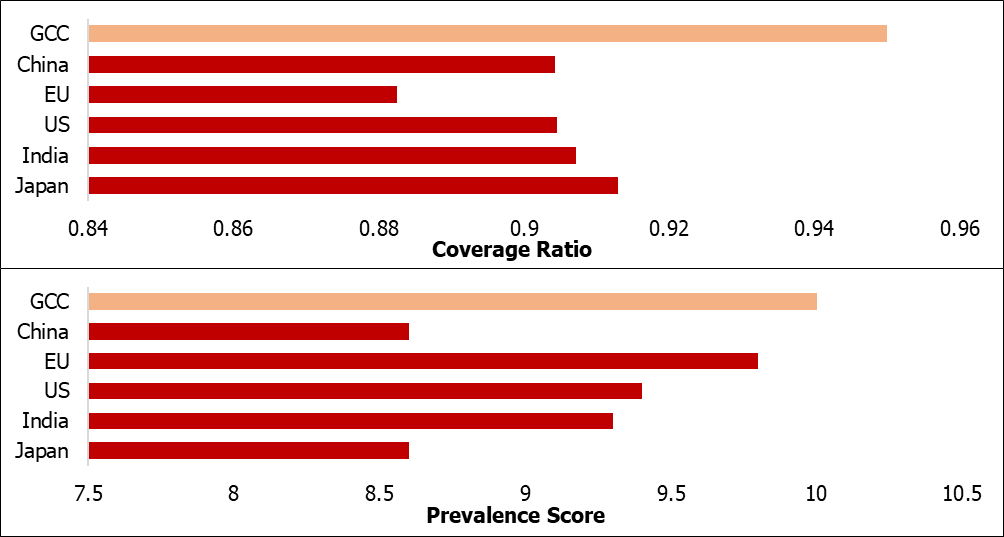 GCC
China
EU
US
India
Japan
0.84 0.86 0.88 0.9 0.92 0.94 0.96
Coverage Ratio
GCC
China
EU
US
India
Japan
7.5 8 8.5 9 9.5 10 10.5
Prevalence Score